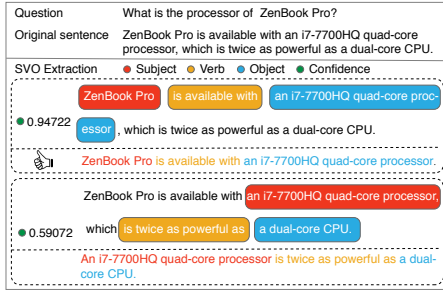 Question What is the processor of ZenBook Pro?
Original sentence ZenBook Pro is available with an i7-7700HQ quad-core
processor, which is twice as powerful as a dual-core CPU.
SVO Extraction Subject Verb Object Confidence
ZenBook Pro is available with an i7-7700HQ quad-core proc-
0.94722
essor , which is twice as powerful as a dual-core CPU.
ZenBook Pro is available with an i7-7700HQ quad-core processor.
ZenBook Pro is available with an i7-7700HQ quad-core processor,
0.59072
which is twice as powerful as a dual-core CPU.
An i7-7700HQ quad-core processor is twice as powerful as a dual-
core CPU.